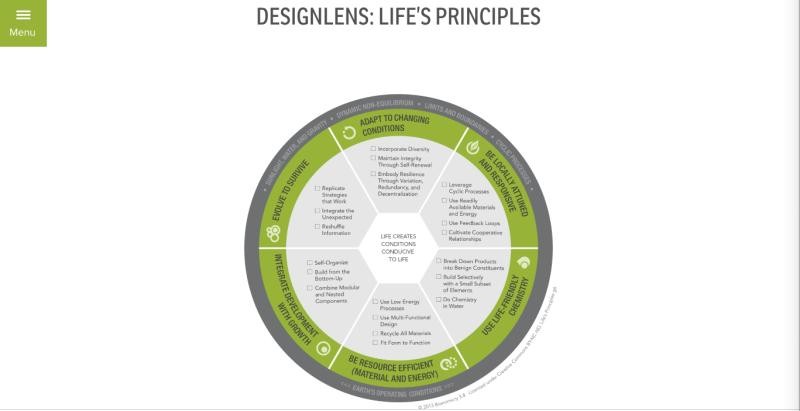 Menu
DESIGNLENS: LIFE'S PRINCIPLES
SUNLIGHT, WATER, AND GRAVITY • DYNAMIC NON-EQUILIBRIUM • LIMITS AND BOUNDARIES • CYCLIC PROCESSES
ADAPT TO CHANGING
CONDITIONS
Incorporate Diversity
Maintain Integrity
Through Self-Renewal
Embody Resilience
Through Variation,
Redundancy, and
Decentralization
BE LOCALLY ATTUNED
AND RESPONSIVE
Leverage
Cyclic Processes
Use Readily
Available Materials
and Energy
Use Feedback Loops
Cultivate Cooperative
Relationships
USE LIFE-FRIENDLY
CHEMISTRY
Break Down Products
into Benign Constituents
Build Selectively
with a Small Subset
of Elements
Do Chemistry
in Water
BE RESOURCE EFFICIENT
(MATERIAL AND ENERGY)
Use Low Energy
Processes
Use Multi-Functional
Design
Recycle All Materials
Fit Form to Function
INTEGRATE DEVELOPMENT
WITH GROWTH
Self-Organize
Build from the
Bottom-Up
Combine Modular
and Nested
Components
EVOLVE TO SURVIVE
Replicate
Strategies
that Work
Integrate the
Unexpected
Reshuffle
Information
LIFE CREATES
CONDITIONS
CONDUCIVE
TO LIFE
<<< EARTH'S OPERATING CONDITIONS >>>
Licensed under Creative Commons BY-NC-ND. Life's Principles